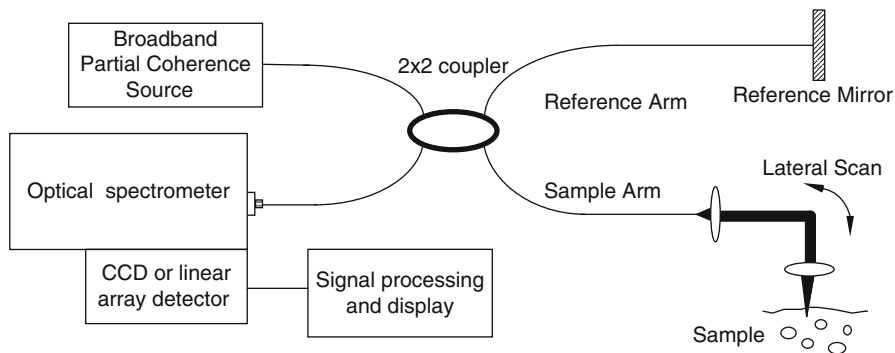 Broadband
Partial Coherence
Source
2x2 coupler
Reference Arm
Reference Mirror
Optical spectrometer
Sample Arm
Lateral Scan
CCD or linear
array detector
Signal processing
and display
Sample